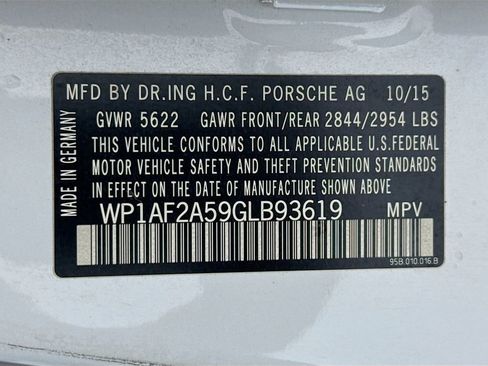 MFD BY DR.ING H.C.F. PORSCHE AG 10/15
GVWR 5622 GAWR FRONT/REAR 2844/2954 LBS
THIS VEHICLE CONFORMS TO ALL APPLICABLE U.S.FEDERAL
MOTOR VEHICLE SAFETY AND THEFT PREVENTION STANDARDS
IN EFFECT ON THE DATE OF MANUFACTURE SHOWN ABOVE
WP1AF2A59GLB93619 MPV
95B.010.016.B
MADE IN GERMANY